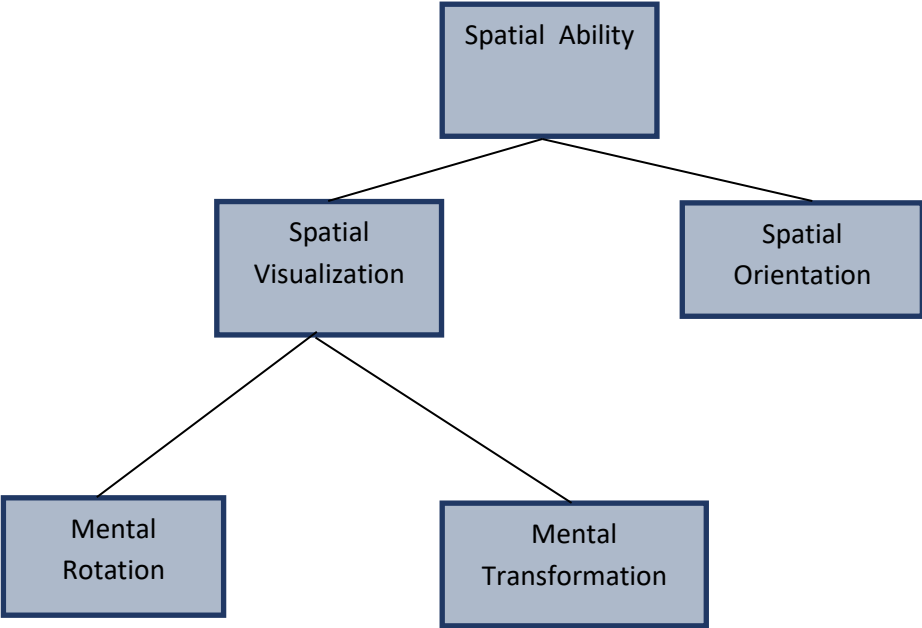 Spatial  Ability
Spatial
Visualization
Spatial
Orientation
Mental
Rotation
Mental
Transformation